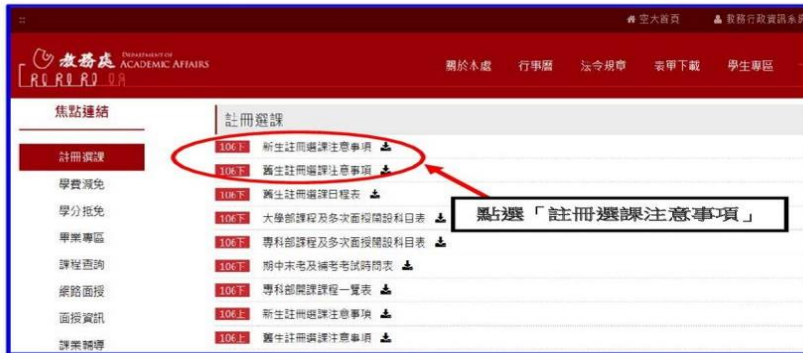 空大首頁 教務行政資訊系
教務處 DEPARTMENT OF ACADEMIC AFFAIRS
關於本處 行事曆 法令規章 表單下載 學生專區
焦點連結
註冊選課
註冊選課
學費減免
學分抵免
畢業專區
課程查詢
網路面授
面授資訊
課業輔導
106下 新生註冊選課注意事項
106下 舊生註冊選課注意事項
106下 舊生註冊選課日程表
106下 大學部課程及多次面授開設科目表
106下 專科部課程及多次面授開設科目表
106下 期中末考及補考考試時間表
106下 專科部開課課程一覽表
106上 新生註冊選課注意事項
106上 舊生註冊選課注意事項
點選「註冊選課注意事項」